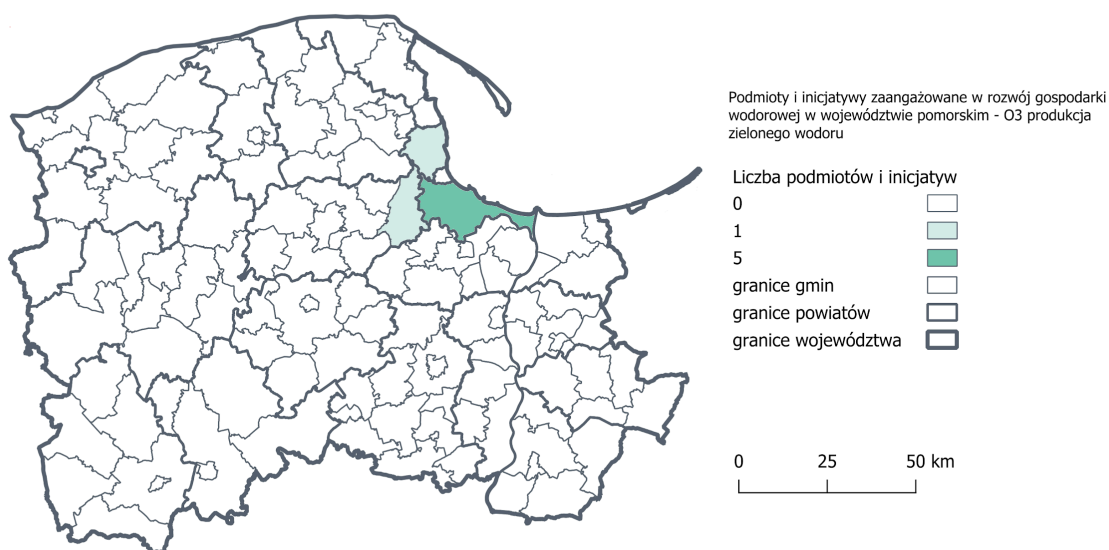 Podmioty i inicjatywy zaangażowane w rozwój gospodarki
wodorowej w województwie pomorskim - O3 produkcja
zielonego wodoru
Liczba podmiotów i inicjatyw
0
1
5
granice gmin
granice powiatów
granice województwa
0 25 50 km